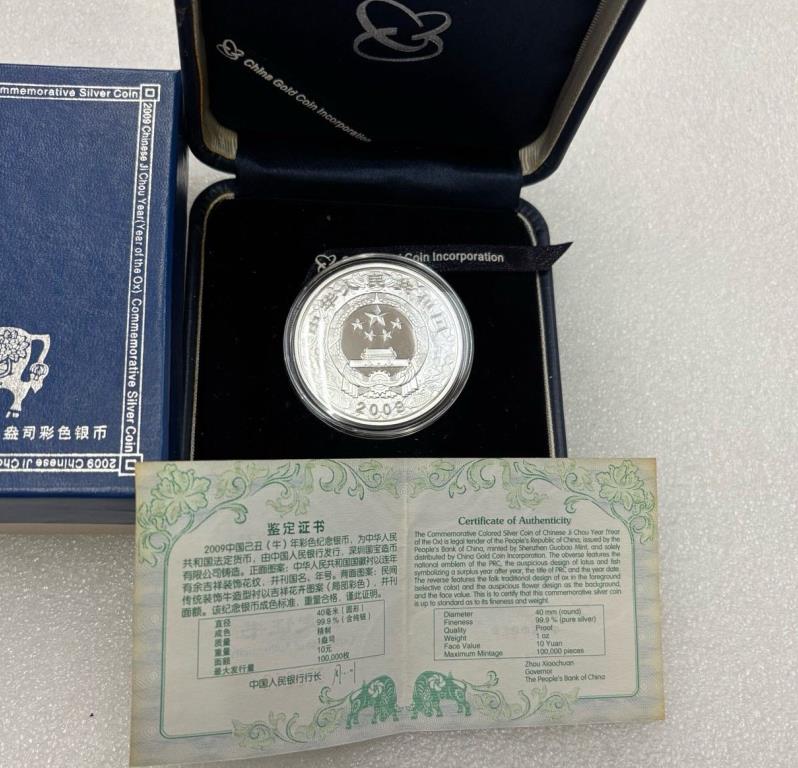 China Gold Coin Incorporation
mmemorative Silver Coin
2009 Chinese Ji Chou Year(Year of the Ox) Commemorative Silver Coin
2009 Chinese Ji Cho
盎司彩色银币
Coin Incorporation
中华人民共和国
2009
鉴定证书
2009中国己丑（牛）年彩色纪念银币，为中华人民
共和国法定货币，由中国人民银行发行，深圳国宝造币
有限公司铸造。正面图案：中华人民共和国国徽衬以连年
有余吉祥装饰花纹，并刊国名、年号。背面图案：民间
传统装饰牛造型衬以吉祥花卉图案（局部彩色），并刊
面额。该纪念银币成色标准，重量合格，谨此证明。
直径 40毫米（圆形）
成色 99.9%（含纯银）
质量 精制
重量 1盎司
面额 10元
最大发行量 100,000枚
中国人民银行行长
Certificate of Authenticity
The Commemorative Colored Silver Coin of Chinese Ji Chou Year (Year
of the Ox) is legal tender of the People's Republic of China, issued by the
People's Bank of China, minted by Shenzhen Guobao Mint, and solely
distributed by China Gold Coin Incorporation. The obverse features the
national emblem of the PRC, the auspicious design of lotus and fish
symbolizing a surplus year after year, the title of PRC and the year date.
The reverse features the folk traditional design of ox in the foreground
(selective color) and the auspicious flower design as the background,
and the face value. This is to certify that this commemorative silver coin
is up to standard as to its fineness and weight.
Diameter 40 mm (round)
Fineness 99.9 % (pure silver)
Quality Proof
Weight 1 oz
Face Value 10 Yuan
Maximum Mintage 100,000 pieces
Zhou Xiaochuan
Governor
The People's Bank of China